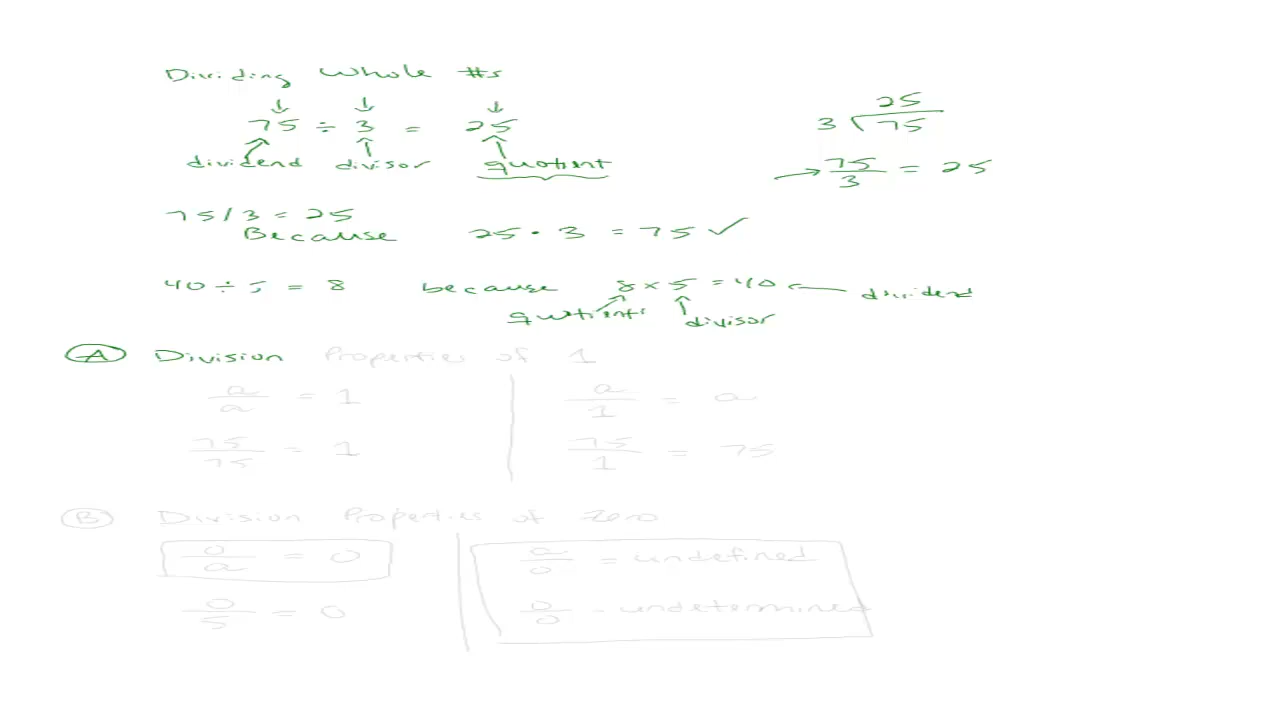 Dividing Whole #s
75 ÷ 3 = 25
dividend divisor quotient
25
3 75
75/3 = 25
75/3 = 25
Because 25 · 3 = 75 ✓
40 ÷ 5 = 8 because 8 × 5 = 40 ← dividend
quotient divisor
A Division Properties of 1
a/a = 1
75/75 = 1
a/1 = a
75/1 = 75
B Division Properties of Zero
0/a = 0
0/5 = 0
a/0 = undefined
0/0 - undetermined